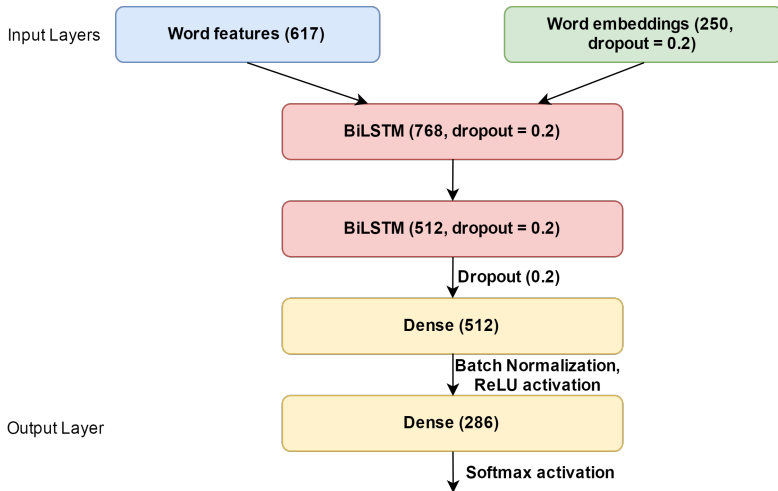 Input Layers
Word features (617)
Word embeddings (250,
dropout = 0.2)
BiLSTM (768, dropout = 0.2)
BiLSTM (512, dropout = 0.2)
Dropout (0.2)
Dense (512)
Batch Normalization,
ReLU activation
Output Layer
Dense (286)
Softmax activation